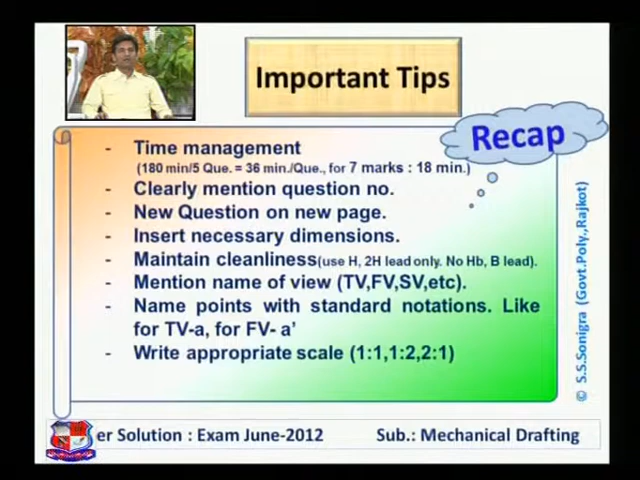 Important Tips
Recap
- Time management
(180 min/5 Que. = 36 min./Que., for 7 marks : 18 min.)
- Clearly mention question no.
- New Question on new page.
- Insert necessary dimensions.
- Maintain cleanliness(use H, 2H lead only. No Hb, B lead).
- Mention name of view (TV,FV,SV,etc).
- Name points with standard notations. Like
for TV-a, for FV- a’
- Write appropriate scale (1:1,1:2,2:1)
© S.S.Sonigra (Govt.Poly.,Rajkot)
er Solution : Exam June-2012 Sub.: Mechanical Drafting